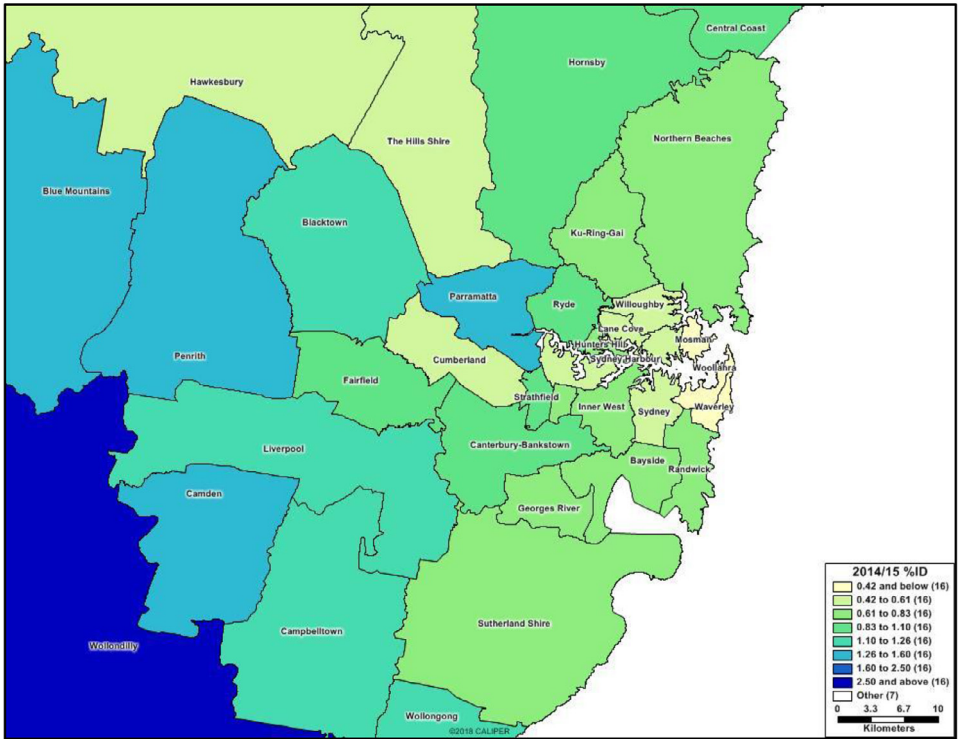 Central Coast
Hornsby
Hawkesbury
Northern Beaches
The Hills Shire
Blue Mountains
Blacktown
Ku-Ring-Gai
Parramatta
Ryde
Willoughby
Lane Cove
Mosman
Hunters Hill
Penrith
Cumberland
Sydney Harbour
Woollahra
Fairfield
Strathfield
Inner West
Sydney
Waverley
Liverpool
Canterbury-Bankstown
Bayside
Randwick
Camden
Georges River
Campbelltown
Sutherland Shire
Wollondilly
Wollongong
©2018 CALIPER
2014/15 %ID
0.42 and below (16)
0.42 to 0.61 (16)
0.61 to 0.83 (16)
0.83 to 1.10 (16)
1.10 to 1.26 (16)
1.26 to 1.60 (16)
1.60 to 2.50 (16)
2.50 and above (16)
Other (7)
0 3.3 6.7 10
Kilometers